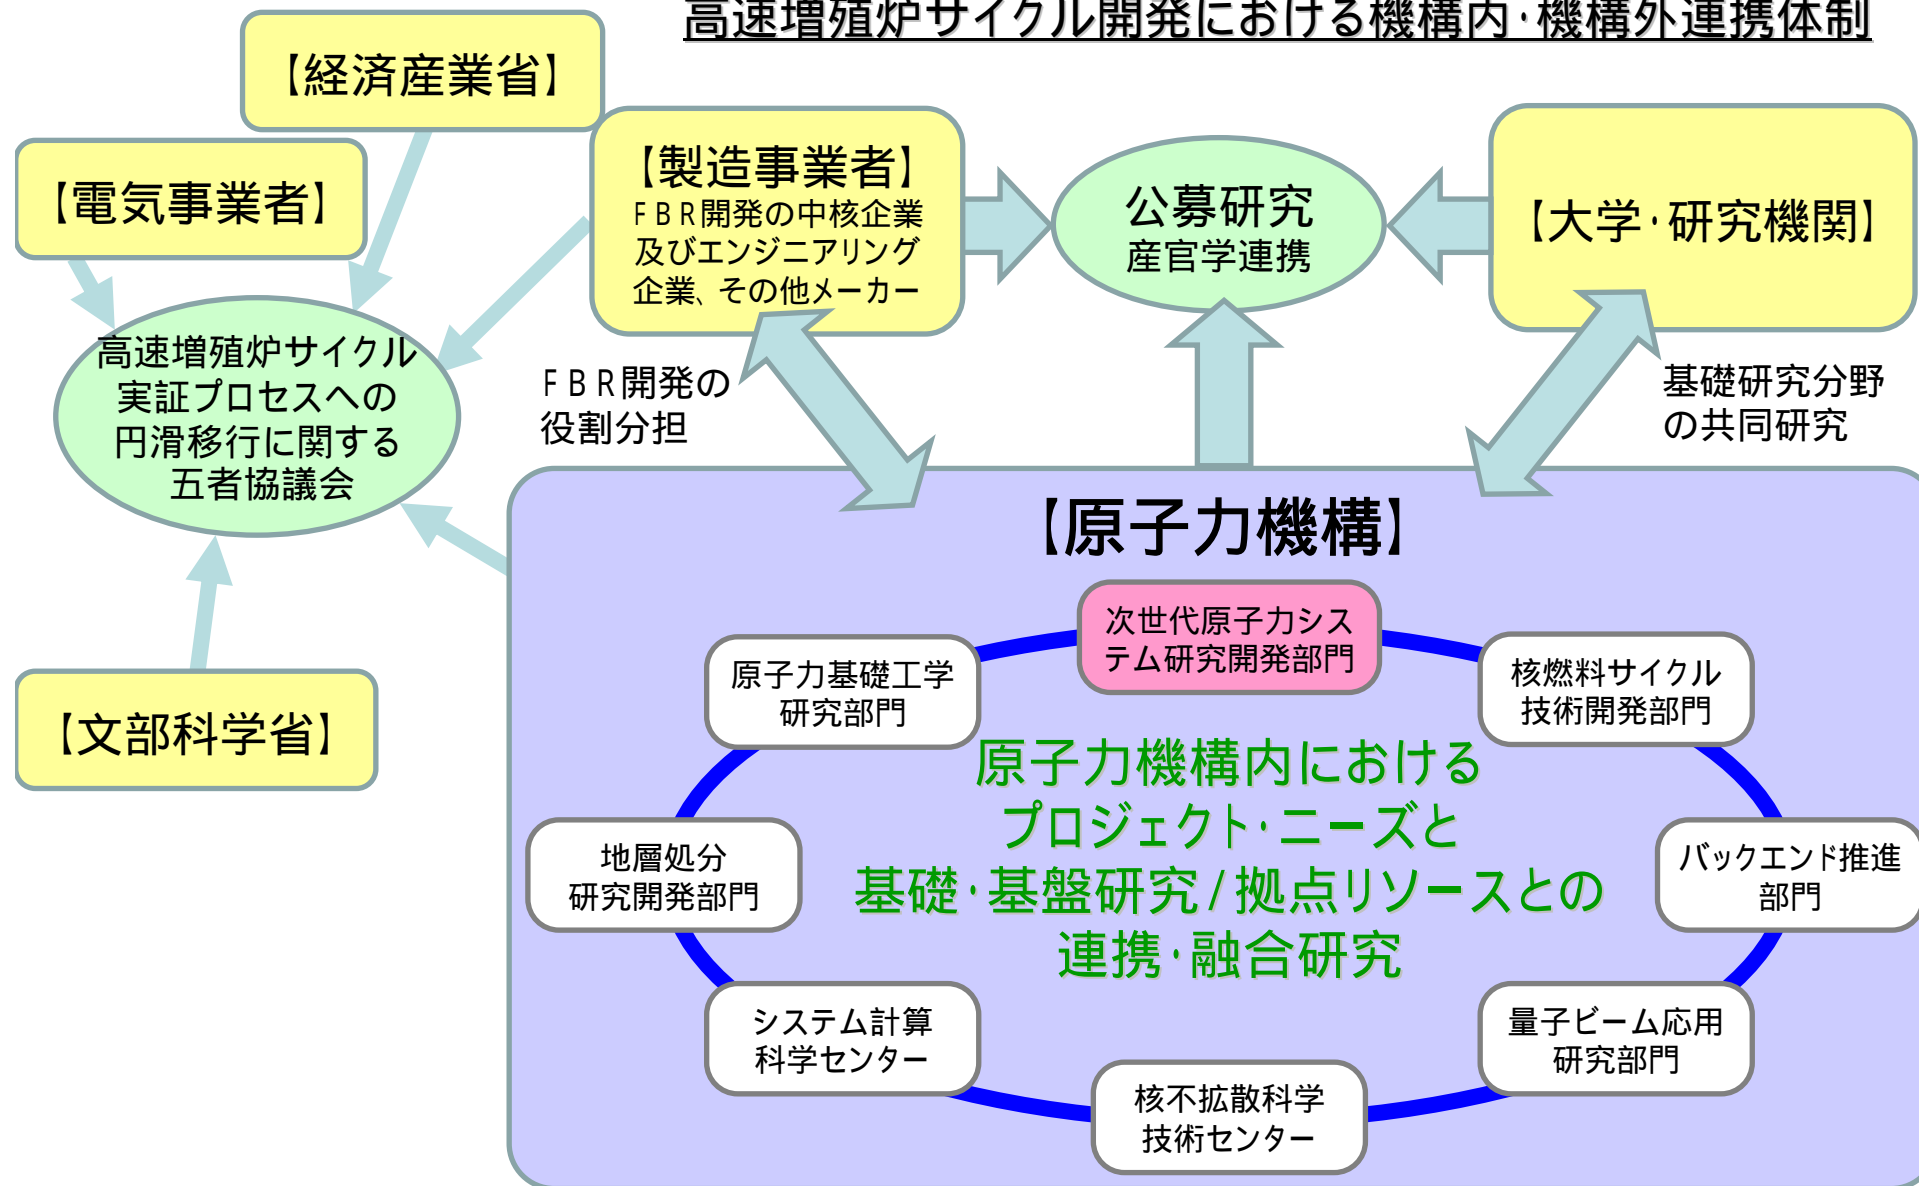 高速増殖炉サイクル開発における機構内・機構外連携体制
【経済産業省】
【電気事業者】
【製造事業者】
FBR開発の中核企業
及びエンジニアリング
企業、その他メーカー
公募研究
産官学連携
【大学・研究機関】
高速増殖炉サイクル
実証プロセスへの
円滑移行に関する
五者協議会
FBR開発の
役割分担
基礎研究分野
の共同研究
【文部科学省】
【原子力機構】
次世代原子力シス
テム研究開発部門
原子力基礎工学
研究部門
核燃料サイクル
技術開発部門
原子力機構内における
プロジェクト・ニーズと
基礎・基盤研究/拠点リソースとの
連携・融合研究
地層処分
研究開発部門
バックエンド推進
部門
システム計算
科学センター
量子ビーム応用
研究部門
核不拡散科学
技術センター